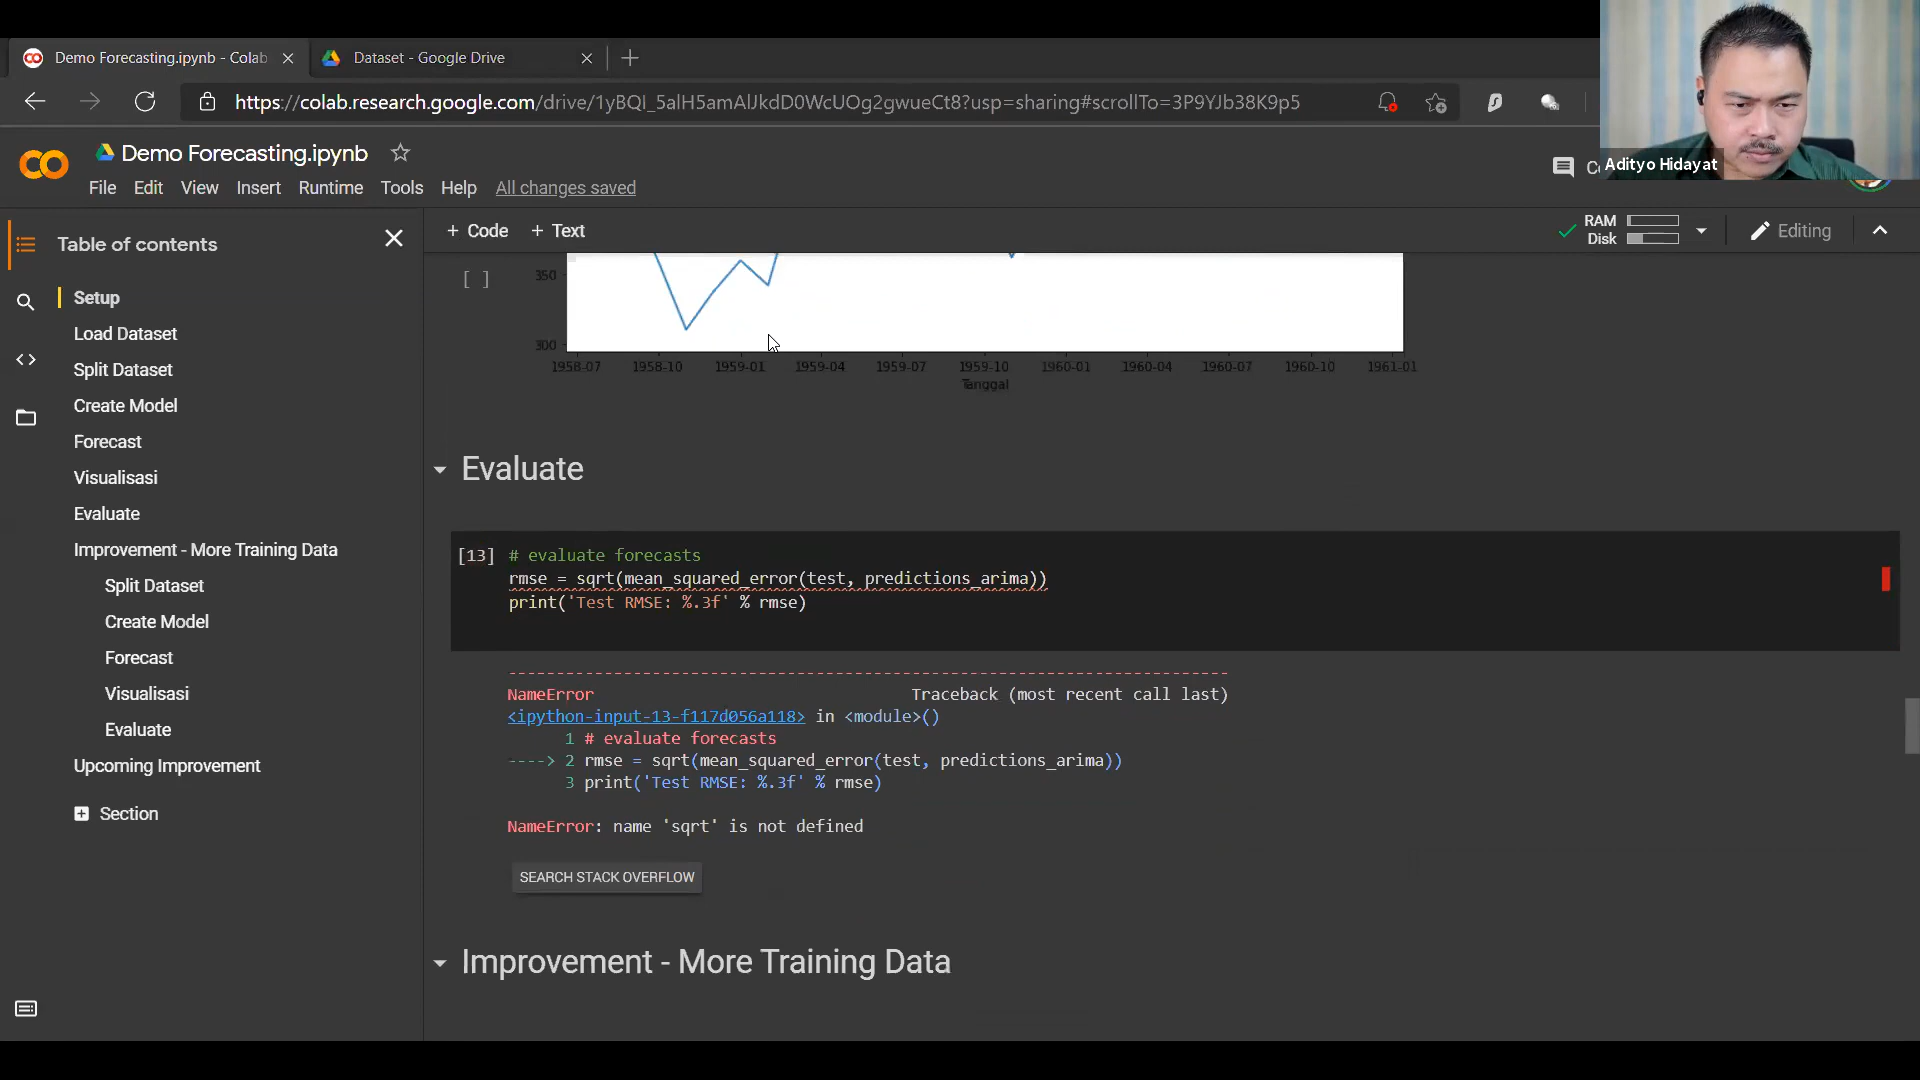 Demo Forecasting.ipynb - Colab
Dataset - Google Drive
https://colab.research.google.com/drive/1yBQI_5alH5amAlJkdD0WcUOg2gwueCt8?usp=sharing#scrollTo=3P9YJb38K9p5
Demo Forecasting.ipynb
Adityo Hidayat
File Edit View Insert Runtime Tools Help All changes saved
Table of contents
+ Code + Text
RAM
Disk
Editing
Setup
Load Dataset
Split Dataset
Create Model
Forecast
Visualisasi
Evaluate
Improvement - More Training Data
Split Dataset
Create Model
Forecast
Visualisasi
Evaluate
Upcoming Improvement
Section
[ ]
350
300
1958-07 1958-10 1959-01 1959-04 1959-07 1959-10 1960-01 1960-04 1960-07 1960-10 1961-01
Tanggal
Evaluate
[13] # evaluate forecasts
rmse = sqrt(mean_squared_error(test, predictions_arima))
print('Test RMSE: %.3f' % rmse)
---------------------------------------------------------------------------
NameError Traceback (most recent call last)
<ipython-input-13-f117d056a118> in <module>()
1 # evaluate forecasts
----> 2 rmse = sqrt(mean_squared_error(test, predictions_arima))
3 print('Test RMSE: %.3f' % rmse)
NameError: name 'sqrt' is not defined
SEARCH STACK OVERFLOW
Improvement - More Training Data